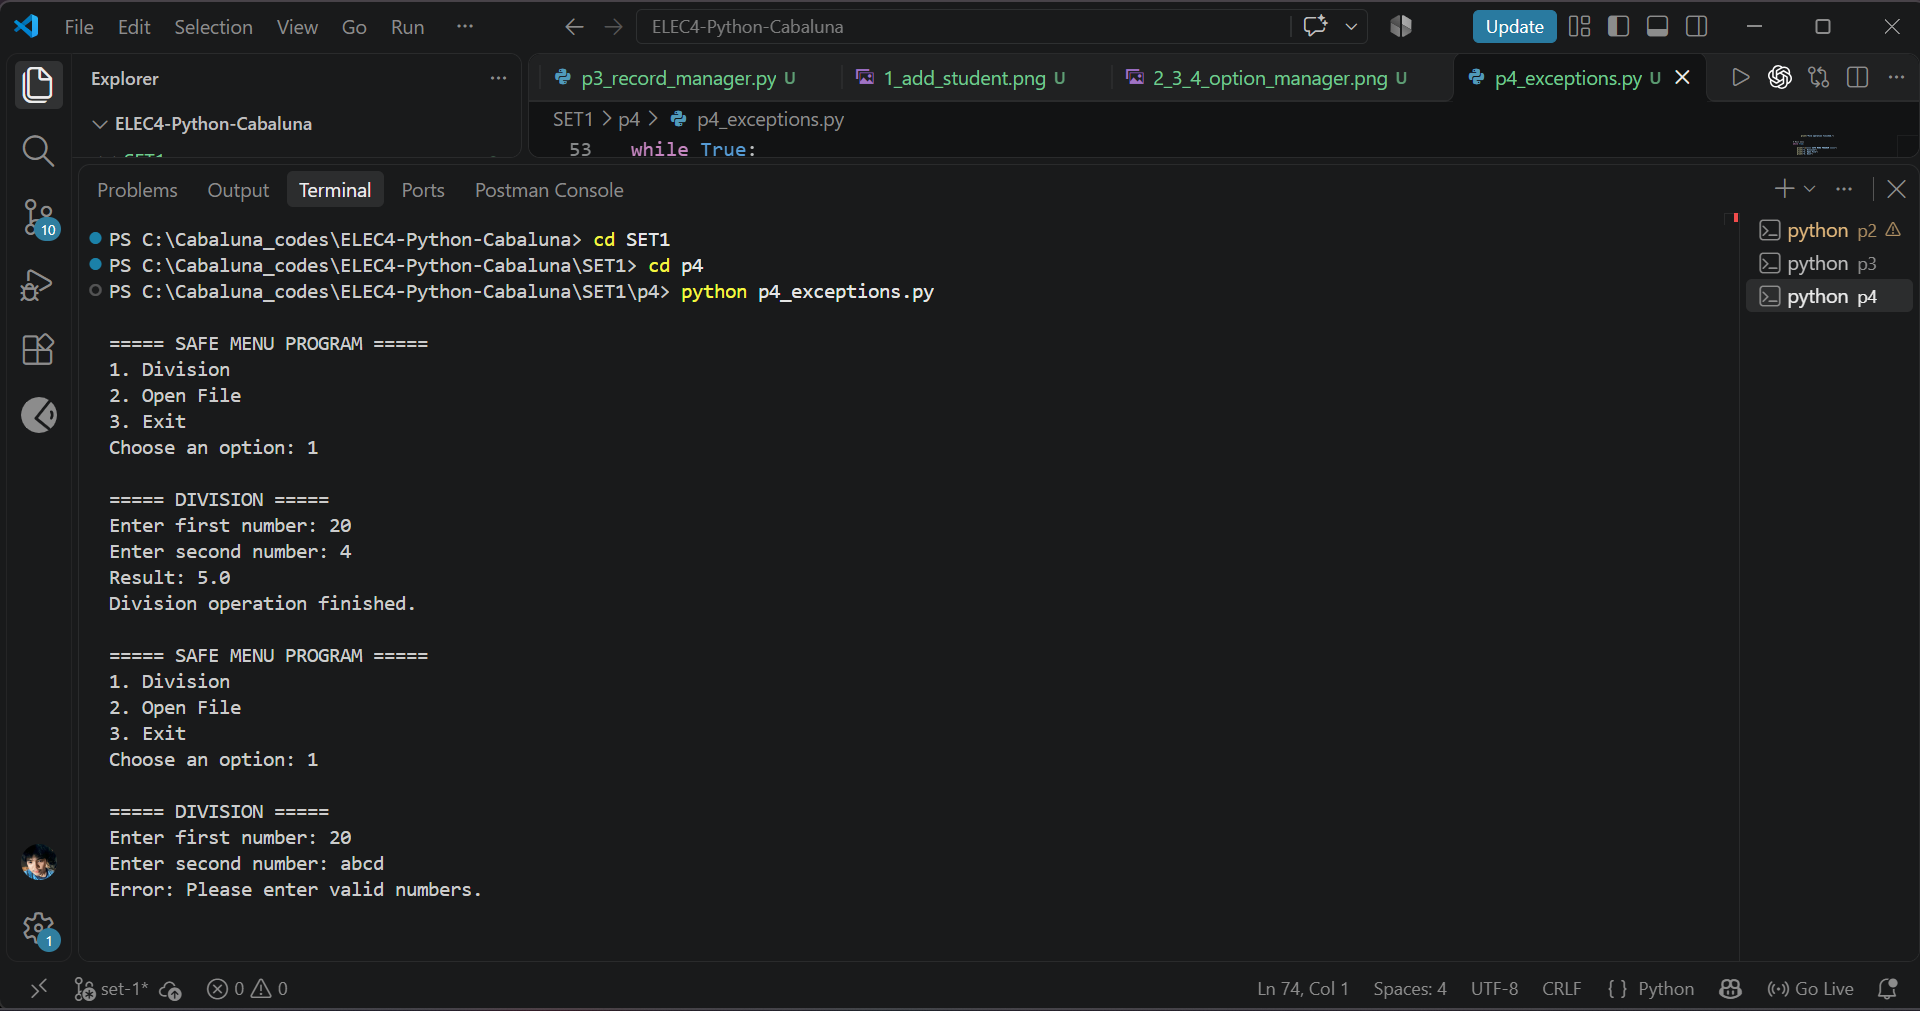 File Edit Selection View Go Run ···
ELEC4-Python-Cabaluna
Update
Explorer ···
ELEC4-Python-Cabaluna
p3_record_manager.py U
1_add_student.png U
2_3_4_option_manager.png U
p4_exceptions.py U
SET1 > p4 > p4_exceptions.py
53 while True:
Problems Output Terminal Ports Postman Console
PS C:\Cabaluna_codes\ELEC4-Python-Cabaluna> cd SET1
PS C:\Cabaluna_codes\ELEC4-Python-Cabaluna\SET1> cd p4
PS C:\Cabaluna_codes\ELEC4-Python-Cabaluna\SET1\p4> python p4_exceptions.py
===== SAFE MENU PROGRAM =====
1. Division
2. Open File
3. Exit
Choose an option: 1
===== DIVISION =====
Enter first number: 20
Enter second number: 4
Result: 5.0
Division operation finished.
===== SAFE MENU PROGRAM =====
1. Division
2. Open File
3. Exit
Choose an option: 1
===== DIVISION =====
Enter first number: 20
Enter second number: abcd
Error: Please enter valid numbers.
python p2
python p3
python p4
10
1
set-1* 0 0
Ln 74, Col 1 Spaces: 4 UTF-8 CRLF { } Python Go Live